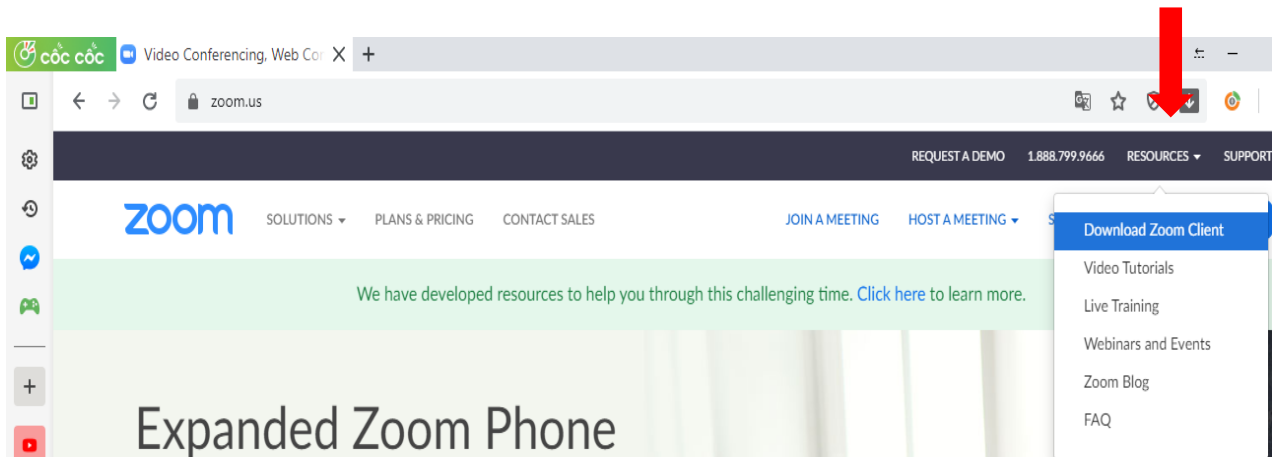 cốc cốc
Video Conferencing, Web Cor
zoom.us
REQUEST A DEMO 1.888.799.9666 RESOURCES SUPPORT
zoom SOLUTIONS PLANS & PRICING CONTACT SALES JOIN A MEETING HOST A MEETING S
Download Zoom Client
Video Tutorials
Live Training
Webinars and Events
Zoom Blog
FAQ
We have developed resources to help you through this challenging time. Click here to learn more.
Expanded Zoom Phone